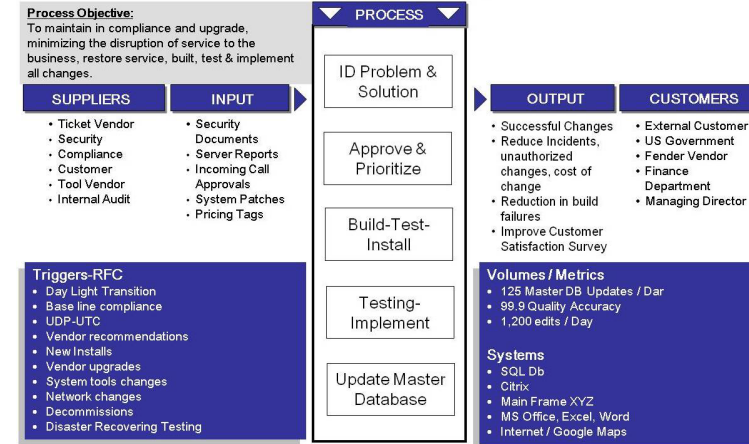 Process Objective:
To maintain in compliance and upgrade,
minimizing the disruption of service to the
business, restore service, built, test & implement
all changes.
SUPPLIERS
• Ticket Vendor
• Security
• Compliance
• Customer
• Tool Vendor
• Internal Audit
INPUT
• Security
Documents
• Server Reports
• Incoming Call
Approvals
• System Patches
• Pricing Tags
PROCESS
ID Problem &
Solution
Approve &
Prioritize
Build-Test-
Install
Testing-
Implement
Update Master
Database
OUTPUT
• Successful Changes
• Reduce Incidents,
unauthorized
changes, cost of
change
• Reduction in build
failures
• Improve Customer
Satisfaction Survey
CUSTOMERS
• External Customer
• US Government
• Fender Vendor
• Finance
Department
• Managing Director
Triggers-RFC
• Day Light Transition
• Base line compliance
• UDP-UTC
• Vendor recommendations
• New Installs
• Vendor upgrades
• System tools changes
• Network changes
• Decommissions
• Disaster Recovering Testing
Volumes / Metrics
• 125 Master DB Updates / Dar
• 99.9 Quality Accuracy
• 1,200 edits / Day
Systems
• SQL Db
• Citrix
• Main Frame XYZ
• MS Office, Excel, Word
• Internet / Google Maps